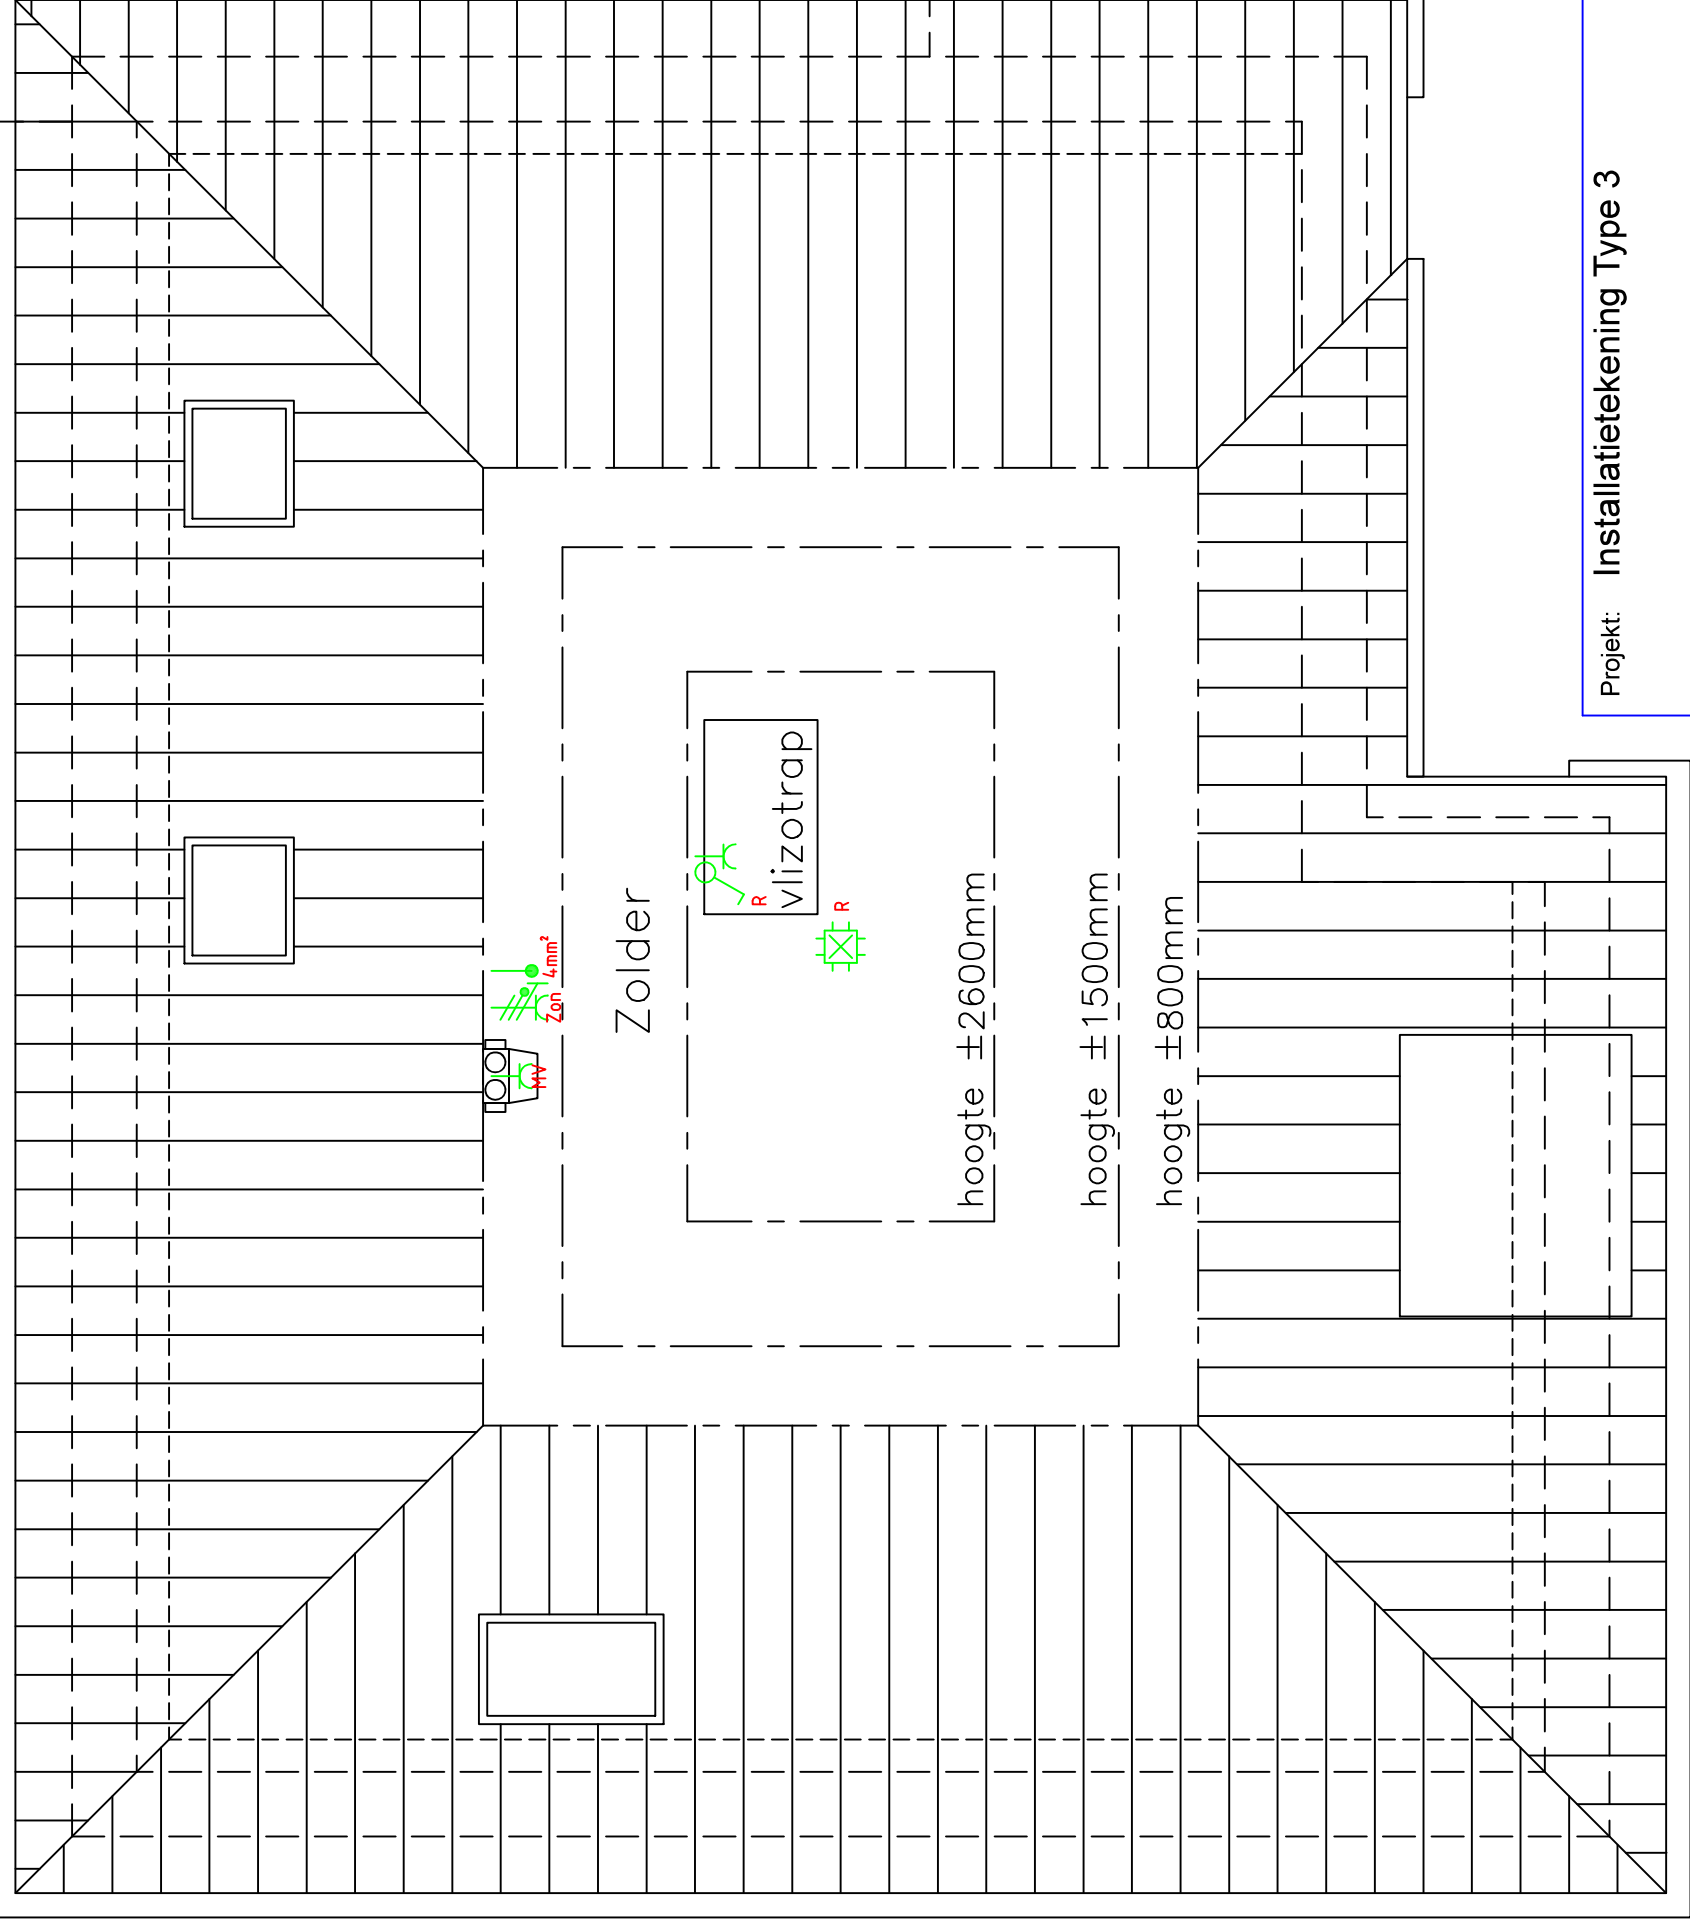 Zon
4mm²
MV
Zolder
R
vlizotrap
R
hoogte ±2600mm
hoogte ±1500mm
hoogte ±800mm
Projekt: Installatietekening Type 3